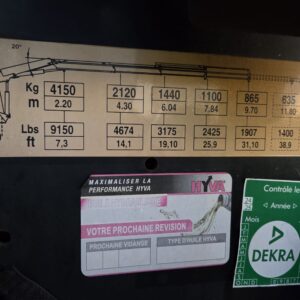 20°
Kg 4150 2120 1440 1100 865 635
m 2.20 4.30 6.04 7.84 9.70 11.80
Lbs 9150 4674 3175 2425 1907 1400
ft 7,3 14,1 19.10 25.9 31.10 38.9
MAXIMALISER LA
PERFORMANCE HYVA
HYVA
VOTRE PROCHAINE REVISION
PROCHAINE VIDANGE
TYPE D'HUILE HYVA
Contrôle
Année
Mois
DEKRA